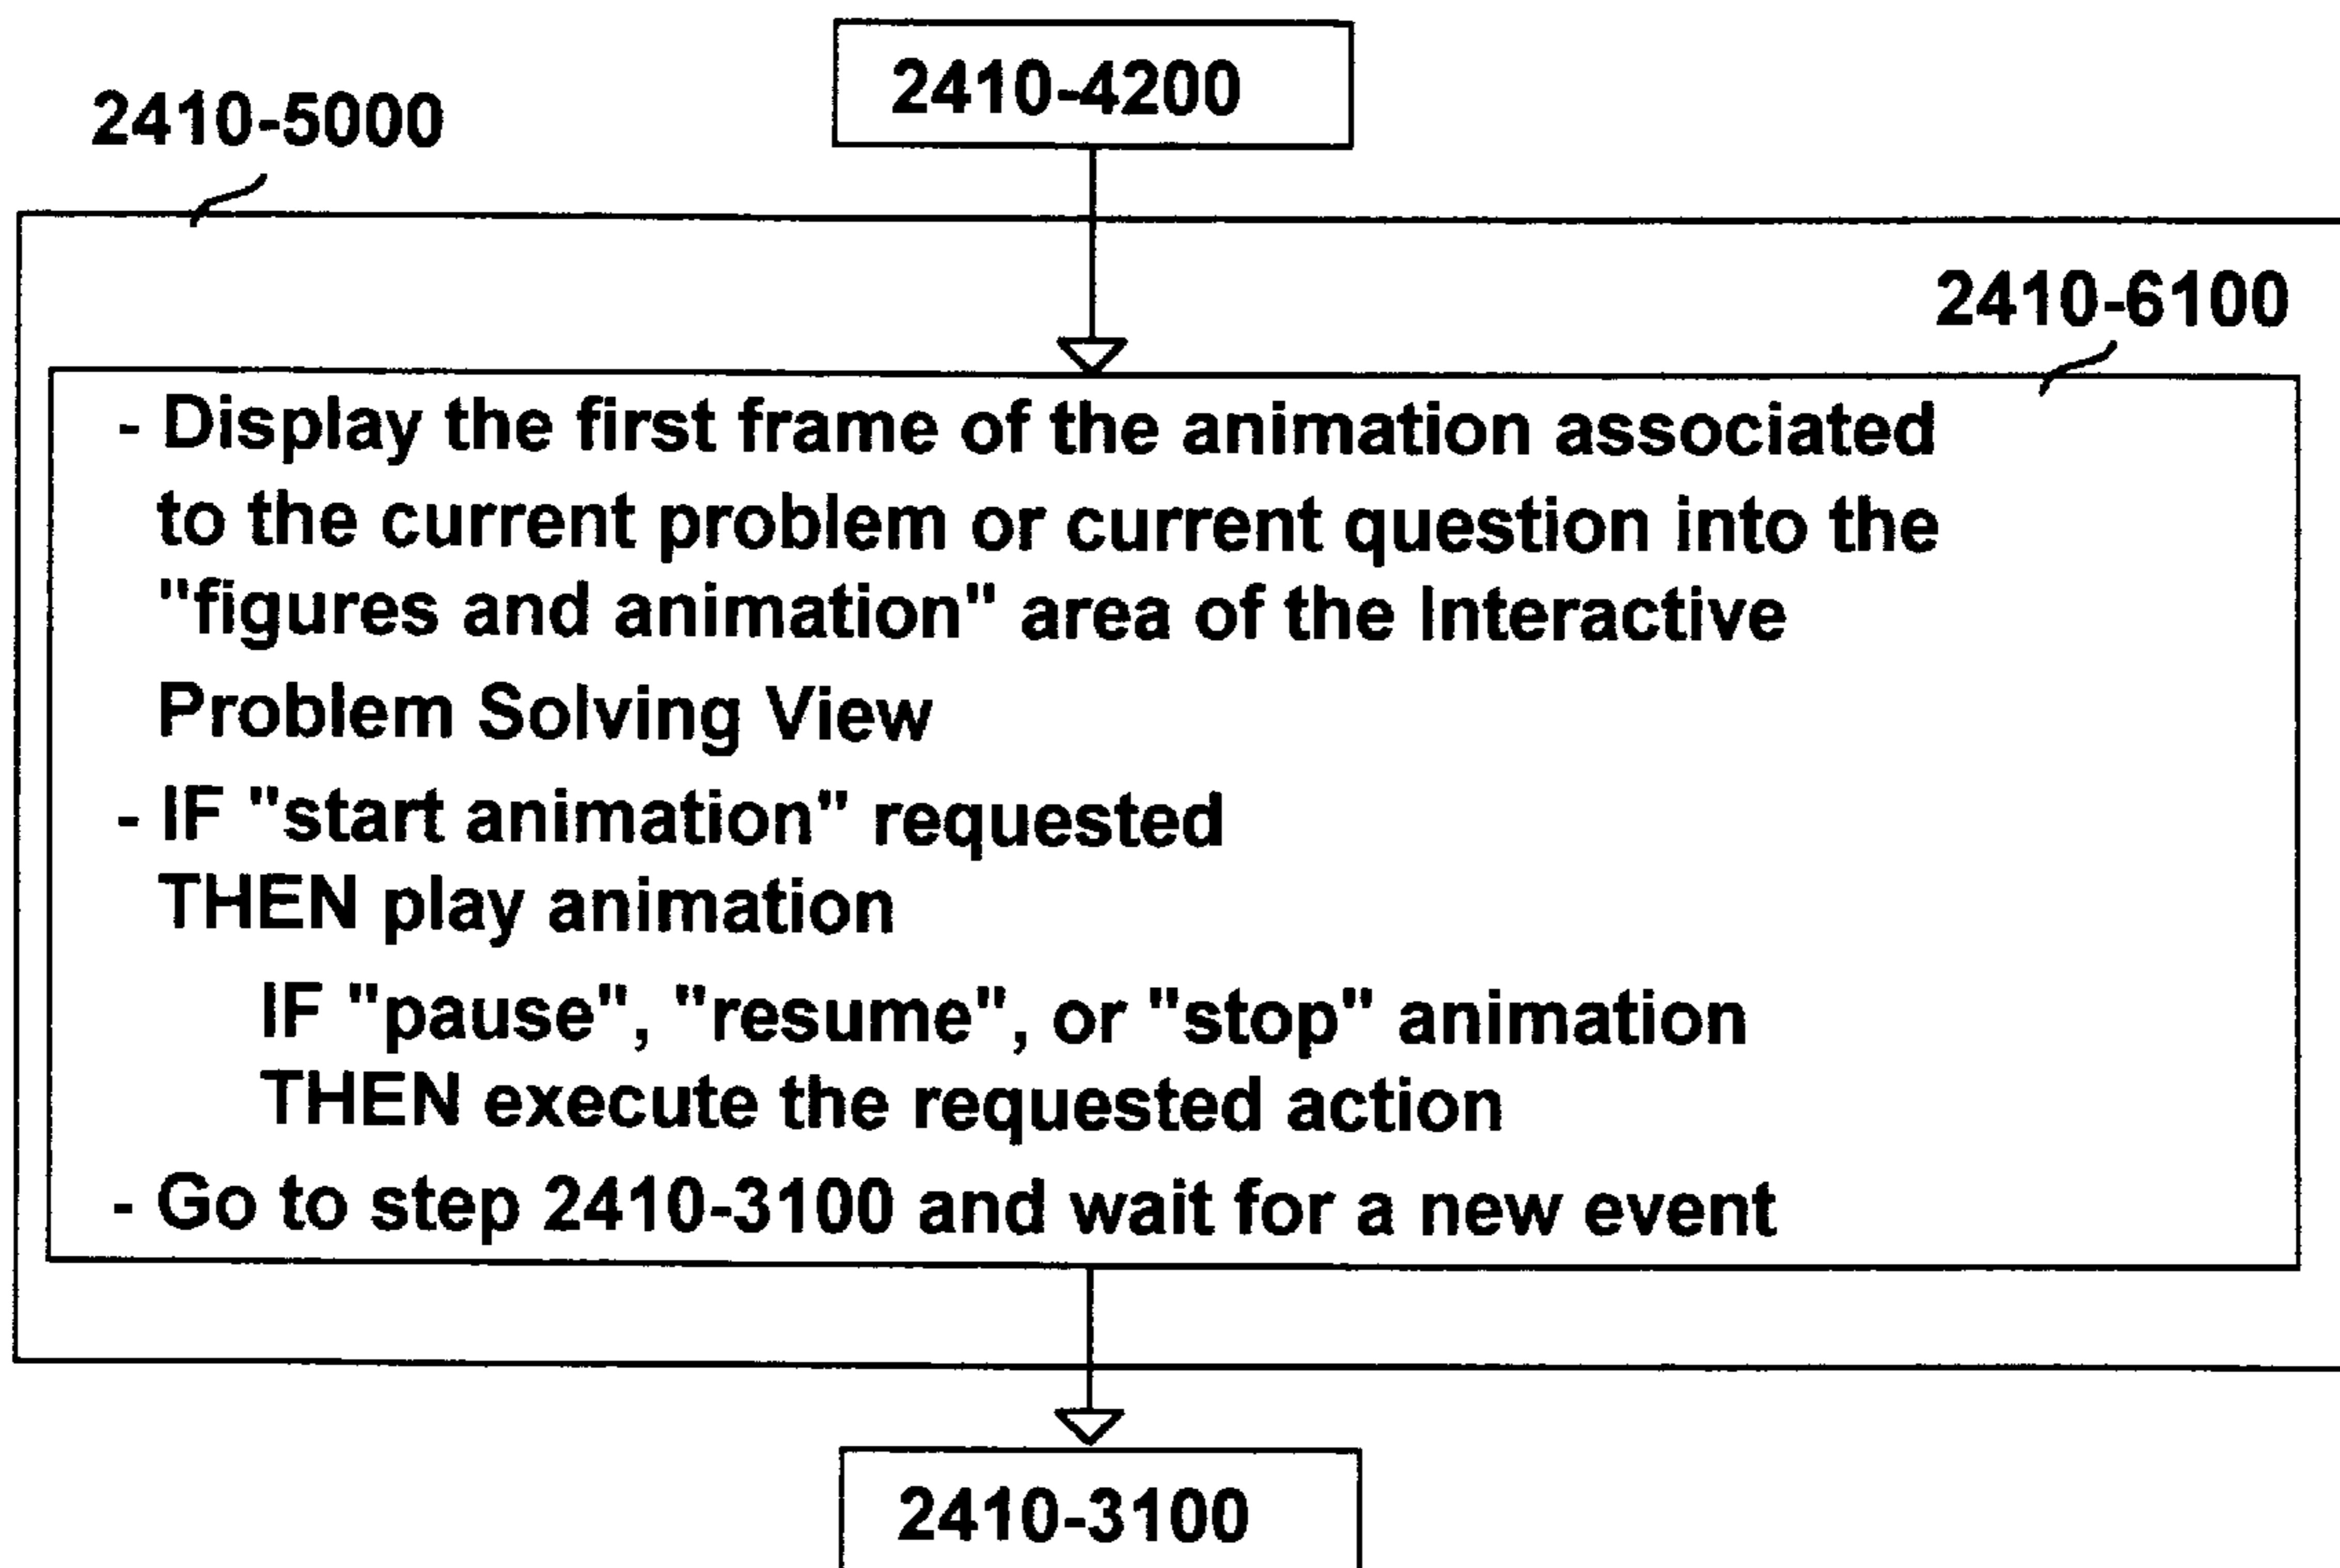 2410-4200
2410-5000
2410-6100
- Display the first frame of the animation associated
to the current problem or current question into the
"figures and animation" area of the Interactive
Problem Solving View
- IF "start animation" requested
THEN play animation
IF "pause", "resume", or "stop" animation
THEN execute the requested action
- Go to step 2410-3100 and wait for a new event
2410-3100